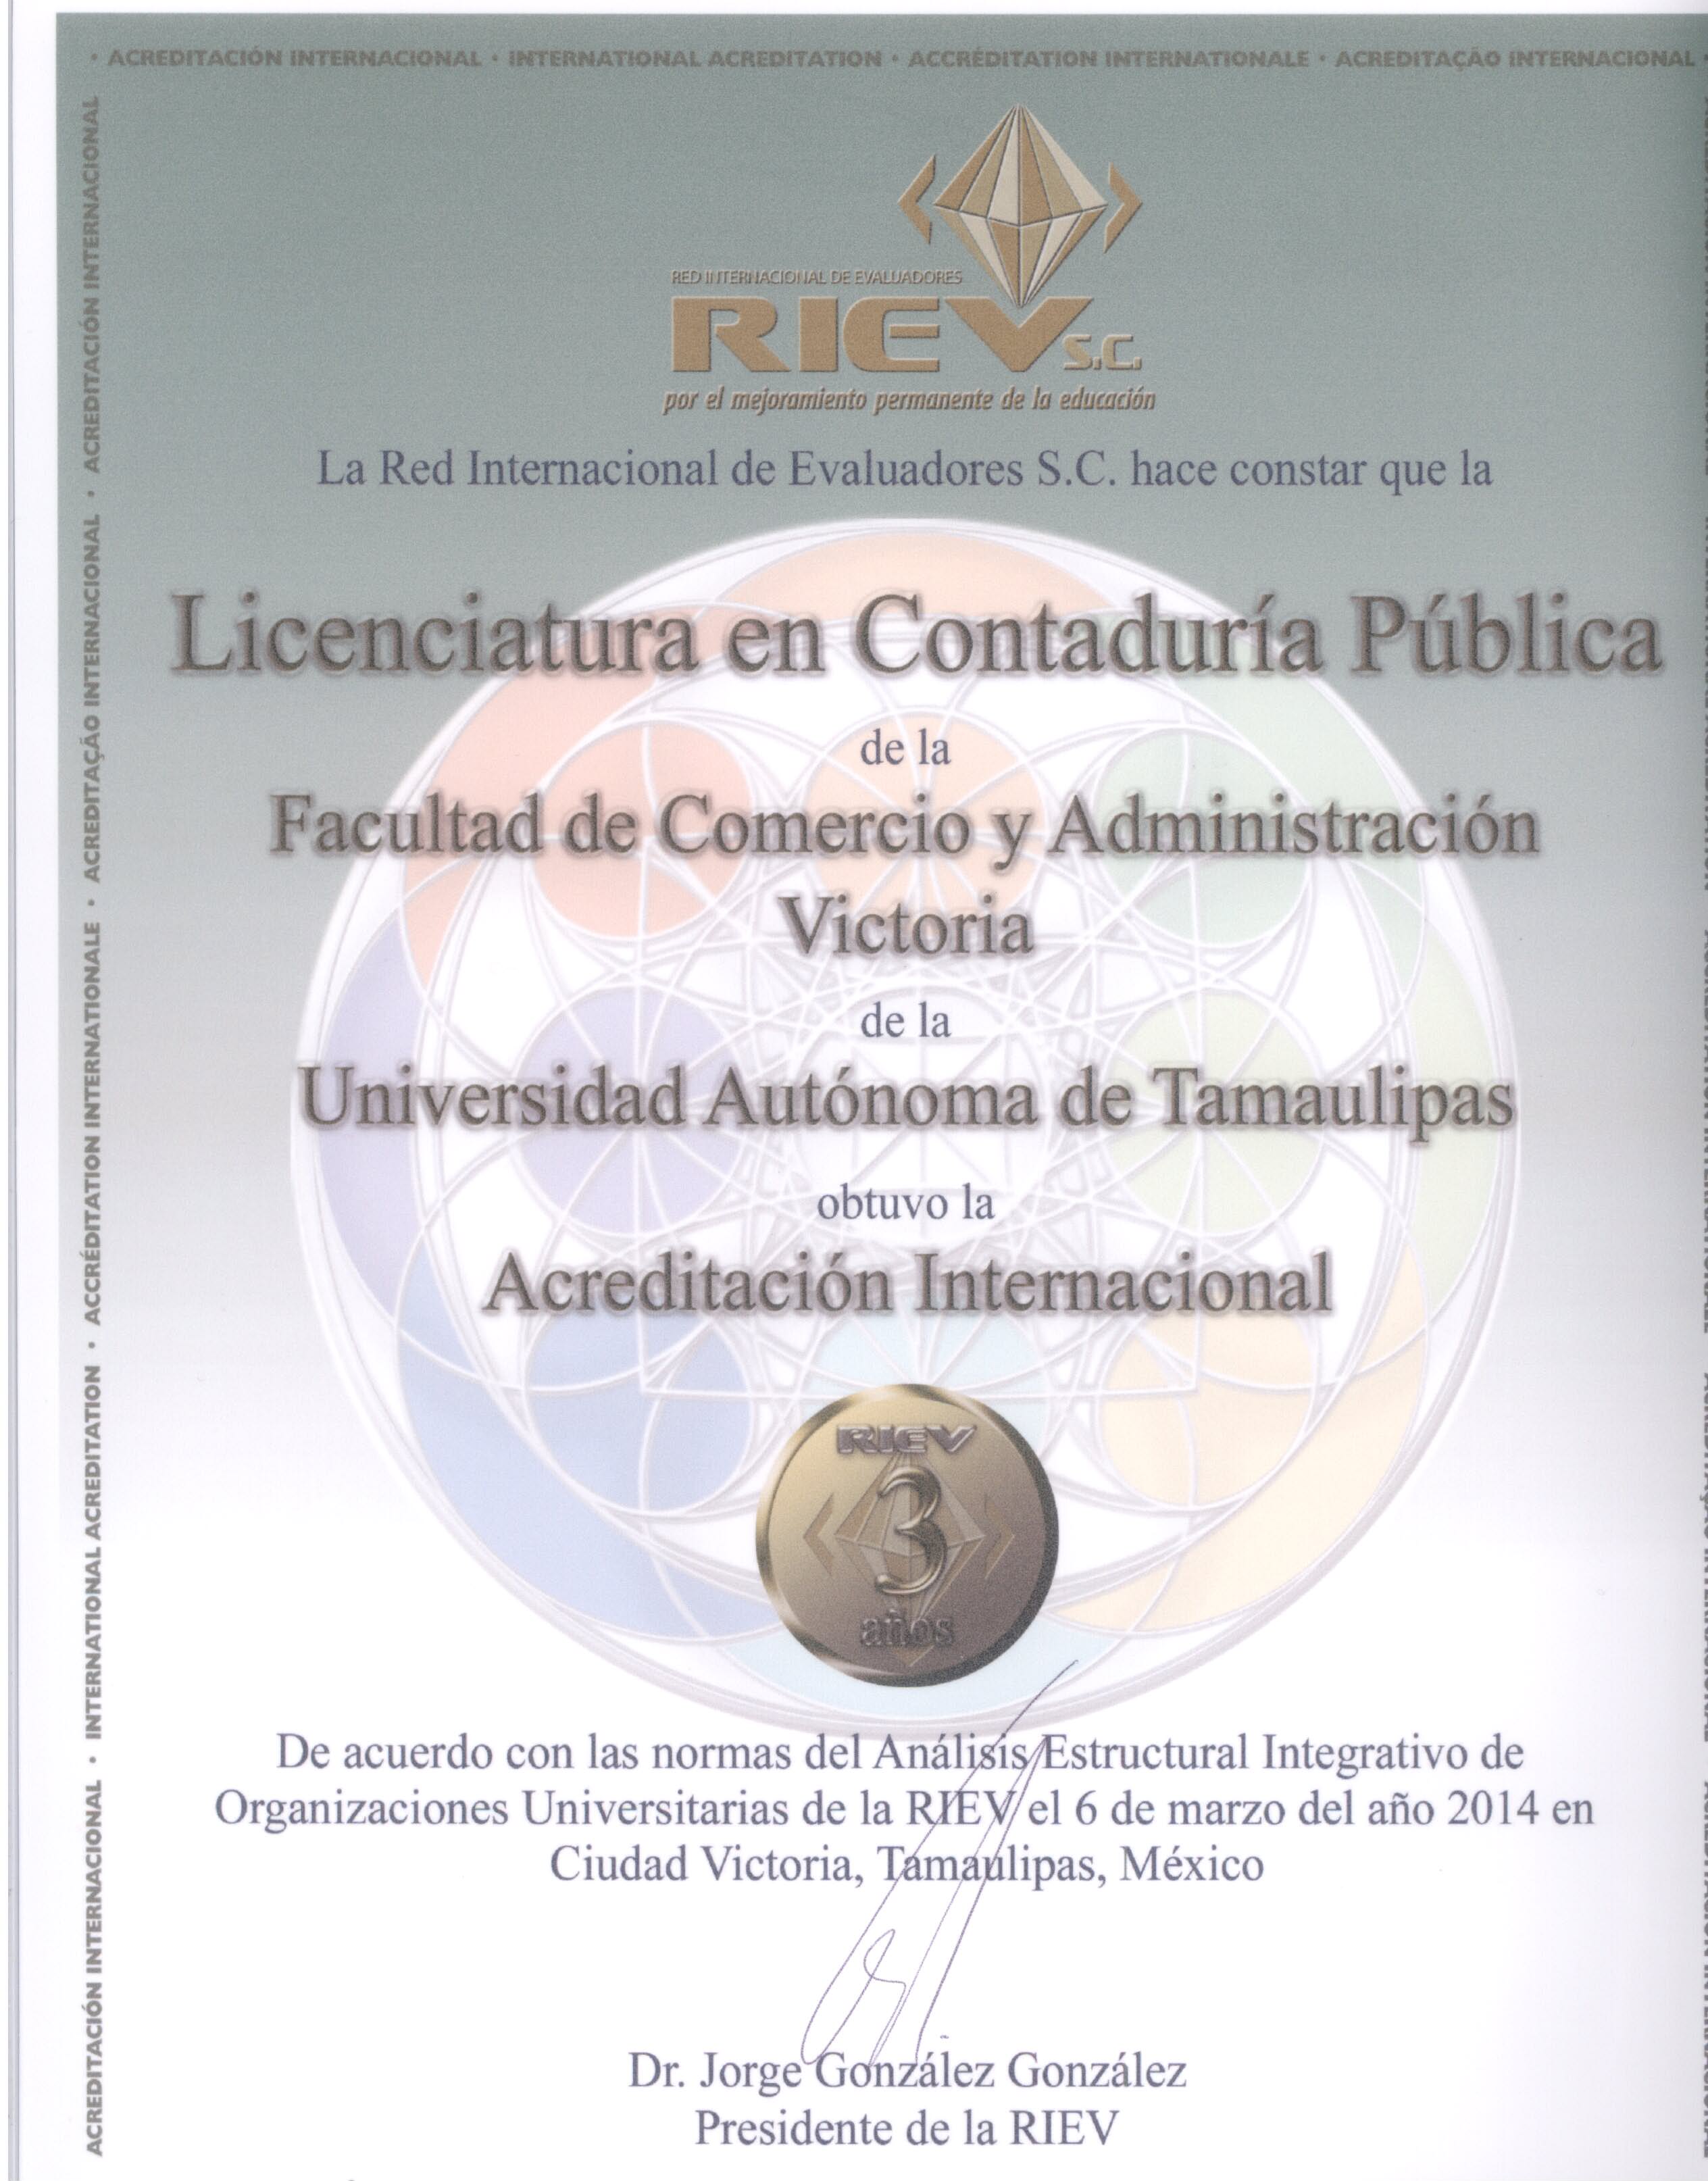 • ACREDITACIÓN INTERNACIONAL • INTERNATIONAL ACREDITATION • ACCRÉDITATION INTERNATIONALE • ACREDITAÇÃO INTERNACIONAL •
ACREDITACIÓN INTERNACIONAL • INTERNATIONAL ACREDITATION • ACCRÉDITATION INTERNATIONALE • ACREDITAÇÃO INTERNACIONAL • ACREDITACIÓN INTERNACIONAL
RED INTERNACIONAL DE EVALUADORES
RIEV S.C.
por el mejoramiento permanente de la educación
La Red Internacional de Evaluadores S.C. hace constar que la
Licenciatura en Contaduría Pública
de la
Facultad de Comercio y Administración
Victoria
de la
Universidad Autónoma de Tamaulipas
obtuvo la
Acreditación Internacional
RIEV
3
años
De acuerdo con las normas del Análisis Estructural Integrativo de
Organizaciones Universitarias de la RIEV el 6 de marzo del año 2014 en
Ciudad Victoria, Tamaulipas, México
Dr. Jorge González González
Presidente de la RIEV